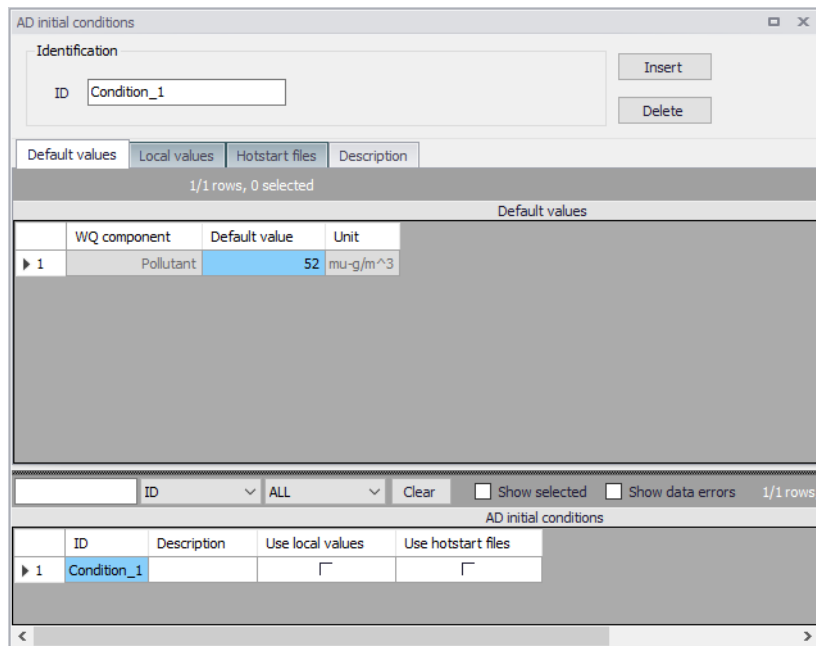 AD initial conditions
Identification
ID Condition_1
Insert
Delete
Default values Local values Hotstart files Description
1/1 rows, 0 selected
Default values
WQ component Default value Unit
1 Pollutant 52 mu-g/m^3
ID ALL Clear Show selected Show data errors 1/1 rows
AD initial conditions
ID Description Use local values Use hotstart files
1 Condition_1